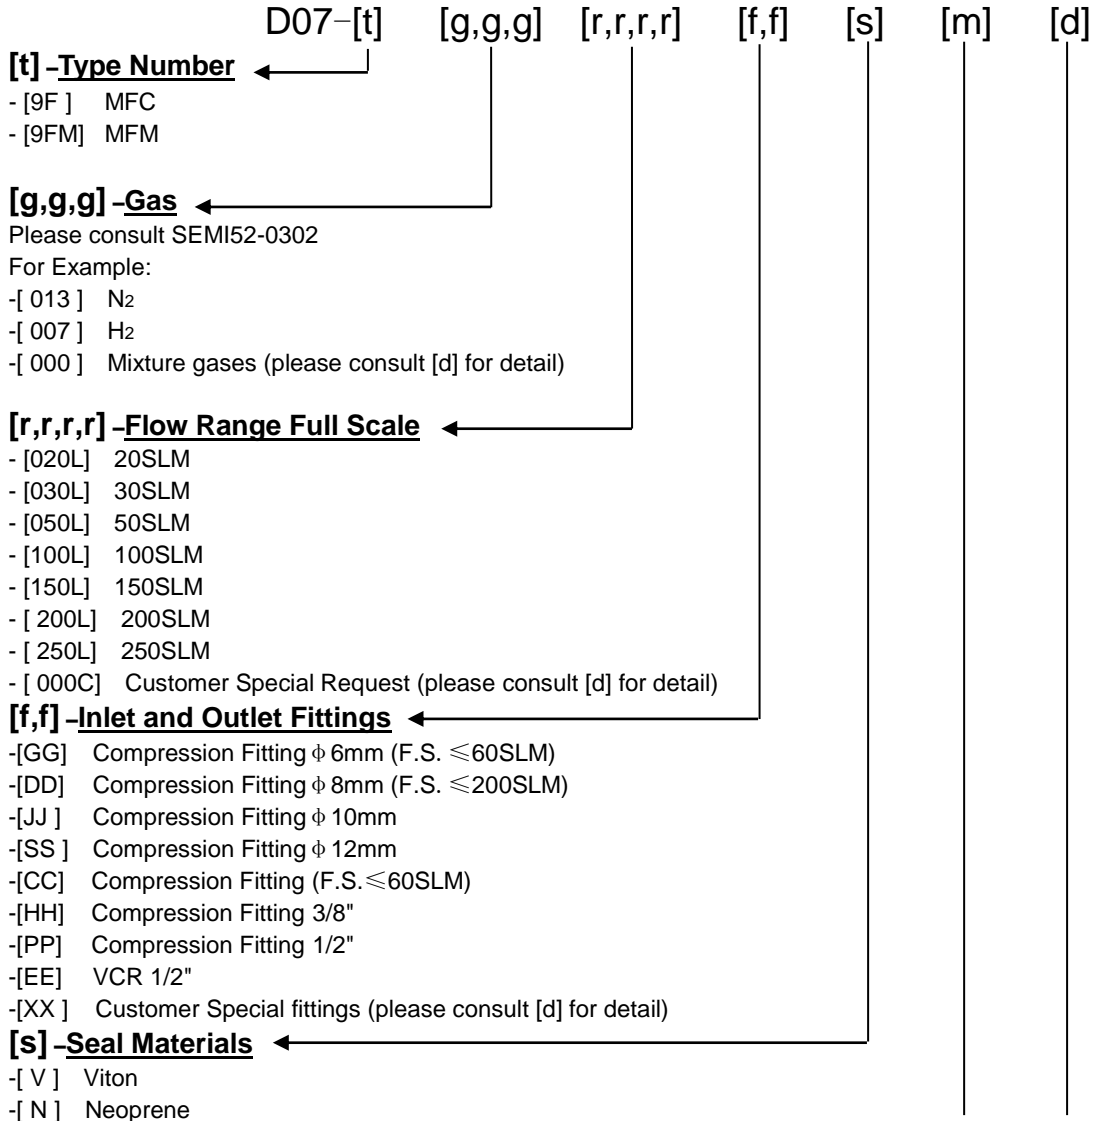 D07-[t] [g,g,g] [r,r,r,r] [f,f] [s] [m] [d]
[t] –Type Number
- [9F ] MFC
- [9FM] MFM
[g,g,g] –Gas
Please consult SEMI52-0302
For Example:
-[ 013 ] N2
-[ 007 ] H2
-[ 000 ] Mixture gases (please consult [d] for detail)
[r,r,r,r] –Flow Range Full Scale
- [020L] 20SLM
- [030L] 30SLM
- [050L] 50SLM
- [100L] 100SLM
- [150L] 150SLM
- [ 200L] 200SLM
- [ 250L] 250SLM
- [ 000C] Customer Special Request (please consult [d] for detail)
[f,f] –Inlet and Outlet Fittings
-[GG] Compression Fitting φ 6mm (F.S. ≤60SLM)
-[DD] Compression Fitting φ 8mm (F.S. ≤200SLM)
-[JJ ] Compression Fitting φ 10mm
-[SS ] Compression Fitting φ 12mm
-[CC] Compression Fitting (F.S.≤60SLM)
-[HH] Compression Fitting 3/8"
-[PP] Compression Fitting 1/2"
-[EE] VCR 1/2"
-[XX ] Customer Special fittings (please consult [d] for detail)
[s] –Seal Materials
-[ V ] Viton
-[ N ] Neoprene